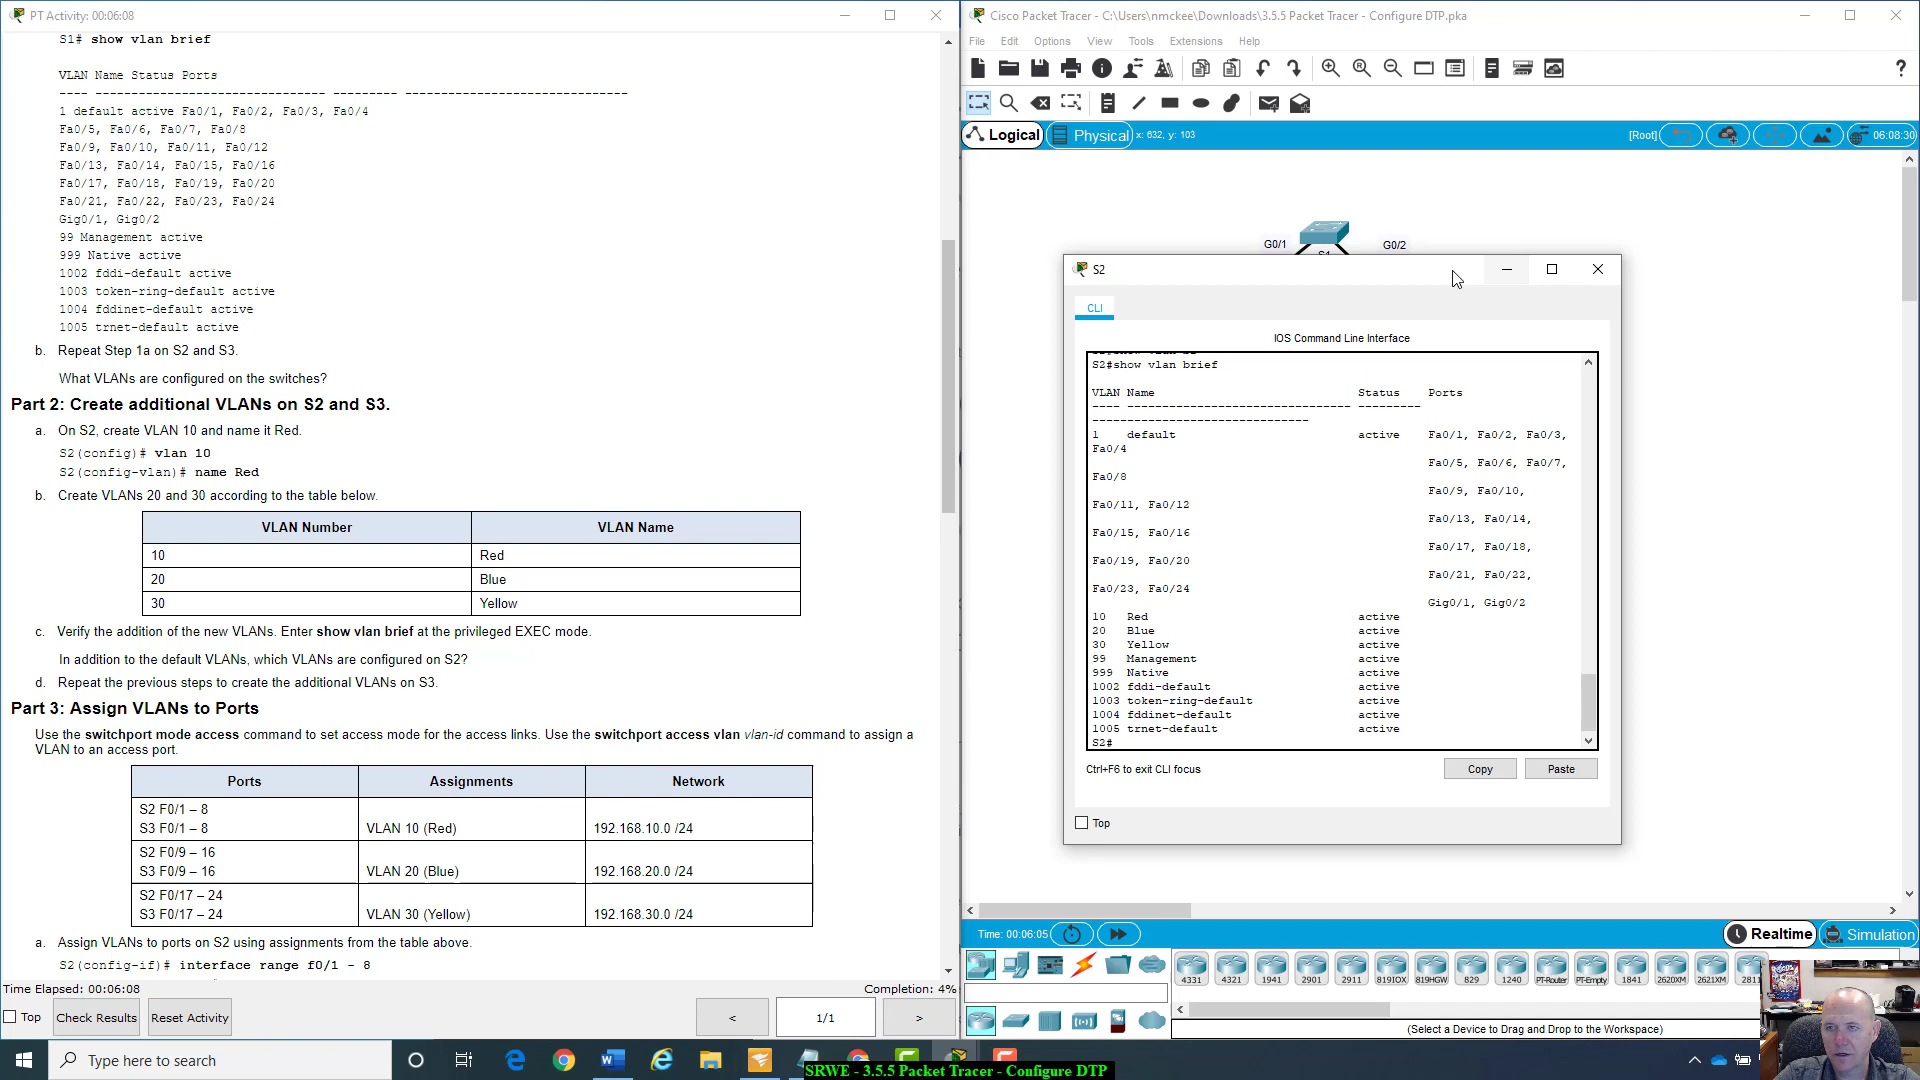 PT Activity: 00:06:08
S1# show vlan brief
VLAN Name Status Ports
---- -------------------------------- --------- -------------------------------
1 default active Fa0/1, Fa0/2, Fa0/3, Fa0/4
Fa0/5, Fa0/6, Fa0/7, Fa0/8
Fa0/9, Fa0/10, Fa0/11, Fa0/12
Fa0/13, Fa0/14, Fa0/15, Fa0/16
Fa0/17, Fa0/18, Fa0/19, Fa0/20
Fa0/21, Fa0/22, Fa0/23, Fa0/24
Gig0/1, Gig0/2
99 Management active
999 Native active
1002 fddi-default active
1003 token-ring-default active
1004 fddinet-default active
1005 trnet-default active
b. Repeat Step 1a on S2 and S3.
What VLANs are configured on the switches?
Part 2: Create additional VLANs on S2 and S3.
a. On S2, create VLAN 10 and name it Red.
S2(config)# vlan 10
S2(config-vlan)# name Red
b. Create VLANs 20 and 30 according to the table below.
VLAN Number VLAN Name
10 Red
20 Blue
30 Yellow
c. Verify the addition of the new VLANs. Enter show vlan brief at the privileged EXEC mode.
In addition to the default VLANs, which VLANs are configured on S2?
d. Repeat the previous steps to create the additional VLANs on S3.
Part 3: Assign VLANs to Ports
Use the switchport mode access command to set access mode for the access links. Use the switchport access vlan vlan-id command to assign a
VLAN to an access port.
Ports Assignments Network
S2 F0/1 – 8
S3 F0/1 – 8 VLAN 10 (Red) 192.168.10.0 /24
S2 F0/9 – 16
S3 F0/9 – 16 VLAN 20 (Blue) 192.168.20.0 /24
S2 F0/17 – 24
S3 F0/17 – 24 VLAN 30 (Yellow) 192.168.30.0 /24
a. Assign VLANs to ports on S2 using assignments from the table above.
S2(config-if)# interface range f0/1 - 8
Time Elapsed: 00:06:08 Completion: 4%
Top Check Results Reset Activity < 1/1 >
Cisco Packet Tracer - C:\Users\nmckee\Downloads\3.5.5 Packet Tracer - Configure DTP.pka
File Edit Options View Tools Extensions Help
?
Logical Physical x: 632, y: 103 [Root] 06:08:30
G0/1 G0/2
S2
CLI
IOS Command Line Interface
S2#show vlan brief
VLAN Name Status Ports
---- -------------------------------- ---------
-------------------------------
1 default active Fa0/1, Fa0/2, Fa0/3,
Fa0/4
Fa0/5, Fa0/6, Fa0/7,
Fa0/8
Fa0/9, Fa0/10,
Fa0/11, Fa0/12
Fa0/13, Fa0/14,
Fa0/15, Fa0/16
Fa0/17, Fa0/18,
Fa0/19, Fa0/20
Fa0/21, Fa0/22,
Fa0/23, Fa0/24
Gig0/1, Gig0/2
10 Red active
20 Blue active
30 Yellow active
99 Management active
999 Native active
1002 fddi-default active
1003 token-ring-default active
1004 fddinet-default active
1005 trnet-default active
S2#
Ctrl+F6 to exit CLI focus Copy Paste
Top
Time: 00:06:05 Realtime Simulation
4331 4321 1941 2901 2911 819IOX 819HGW 829 1240 PT-Router PT-Empty 1841 2620XM 2621XM 2811
(Select a Device to Drag and Drop to the Workspace)
Type here to search
SRWE - 3.5.5 Packet Tracer - Configure DTP